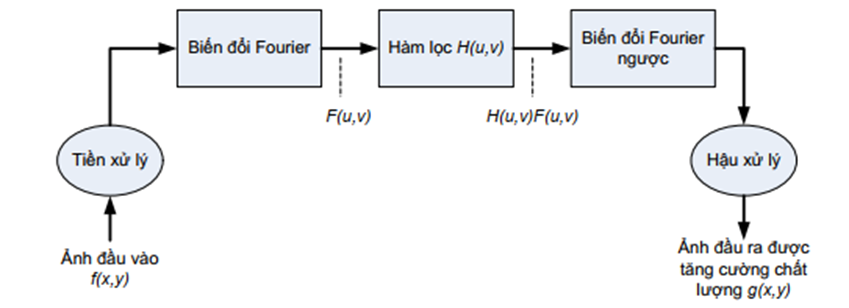 Biến đổi Fourier
Hàm lọc H(u,v)
Biến đổi Fourier
ngược
F(u,v)
H(u,v)F(u,v)
Tiền xử lý
Hậu xử lý
Ảnh đầu vào
f(x,y)
Ảnh đầu ra được
tăng cường chất
lượng g(x,y)